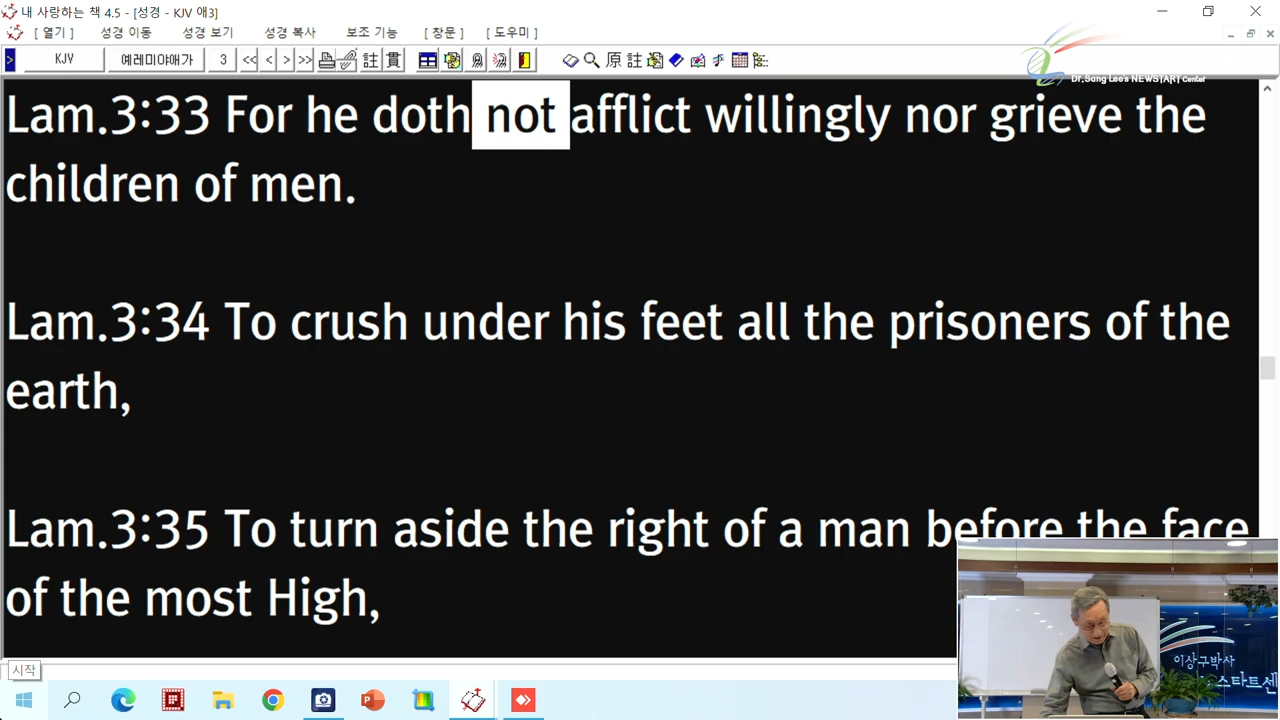 내 사랑하는 책 4.5 - [성경 - KJV 애3]
[ 열기 ] 성경 이동 성경 보기 성경 복사 보조 기능 [ 창문 ] [ 도우미 ]
> KJV 예레미야애가 3 << < > >> 註 貫 原 註
Dr. Sang Lee's NEWSTART Center
Lam.3:33 For he doth not afflict willingly nor grieve the
children of men.
Lam.3:34 To crush under his feet all the prisoners of the
earth,
Lam.3:35 To turn aside the right of a man before the face
of the most High,
이상구박사
스타트센
시작